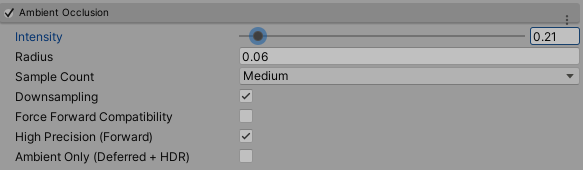 Ambient Occlusion
Intensity 0.21
Radius 0.06
Sample Count Medium
Downsampling
Force Forward Compatibility
High Precision (Forward)
Ambient Only (Deferred + HDR)